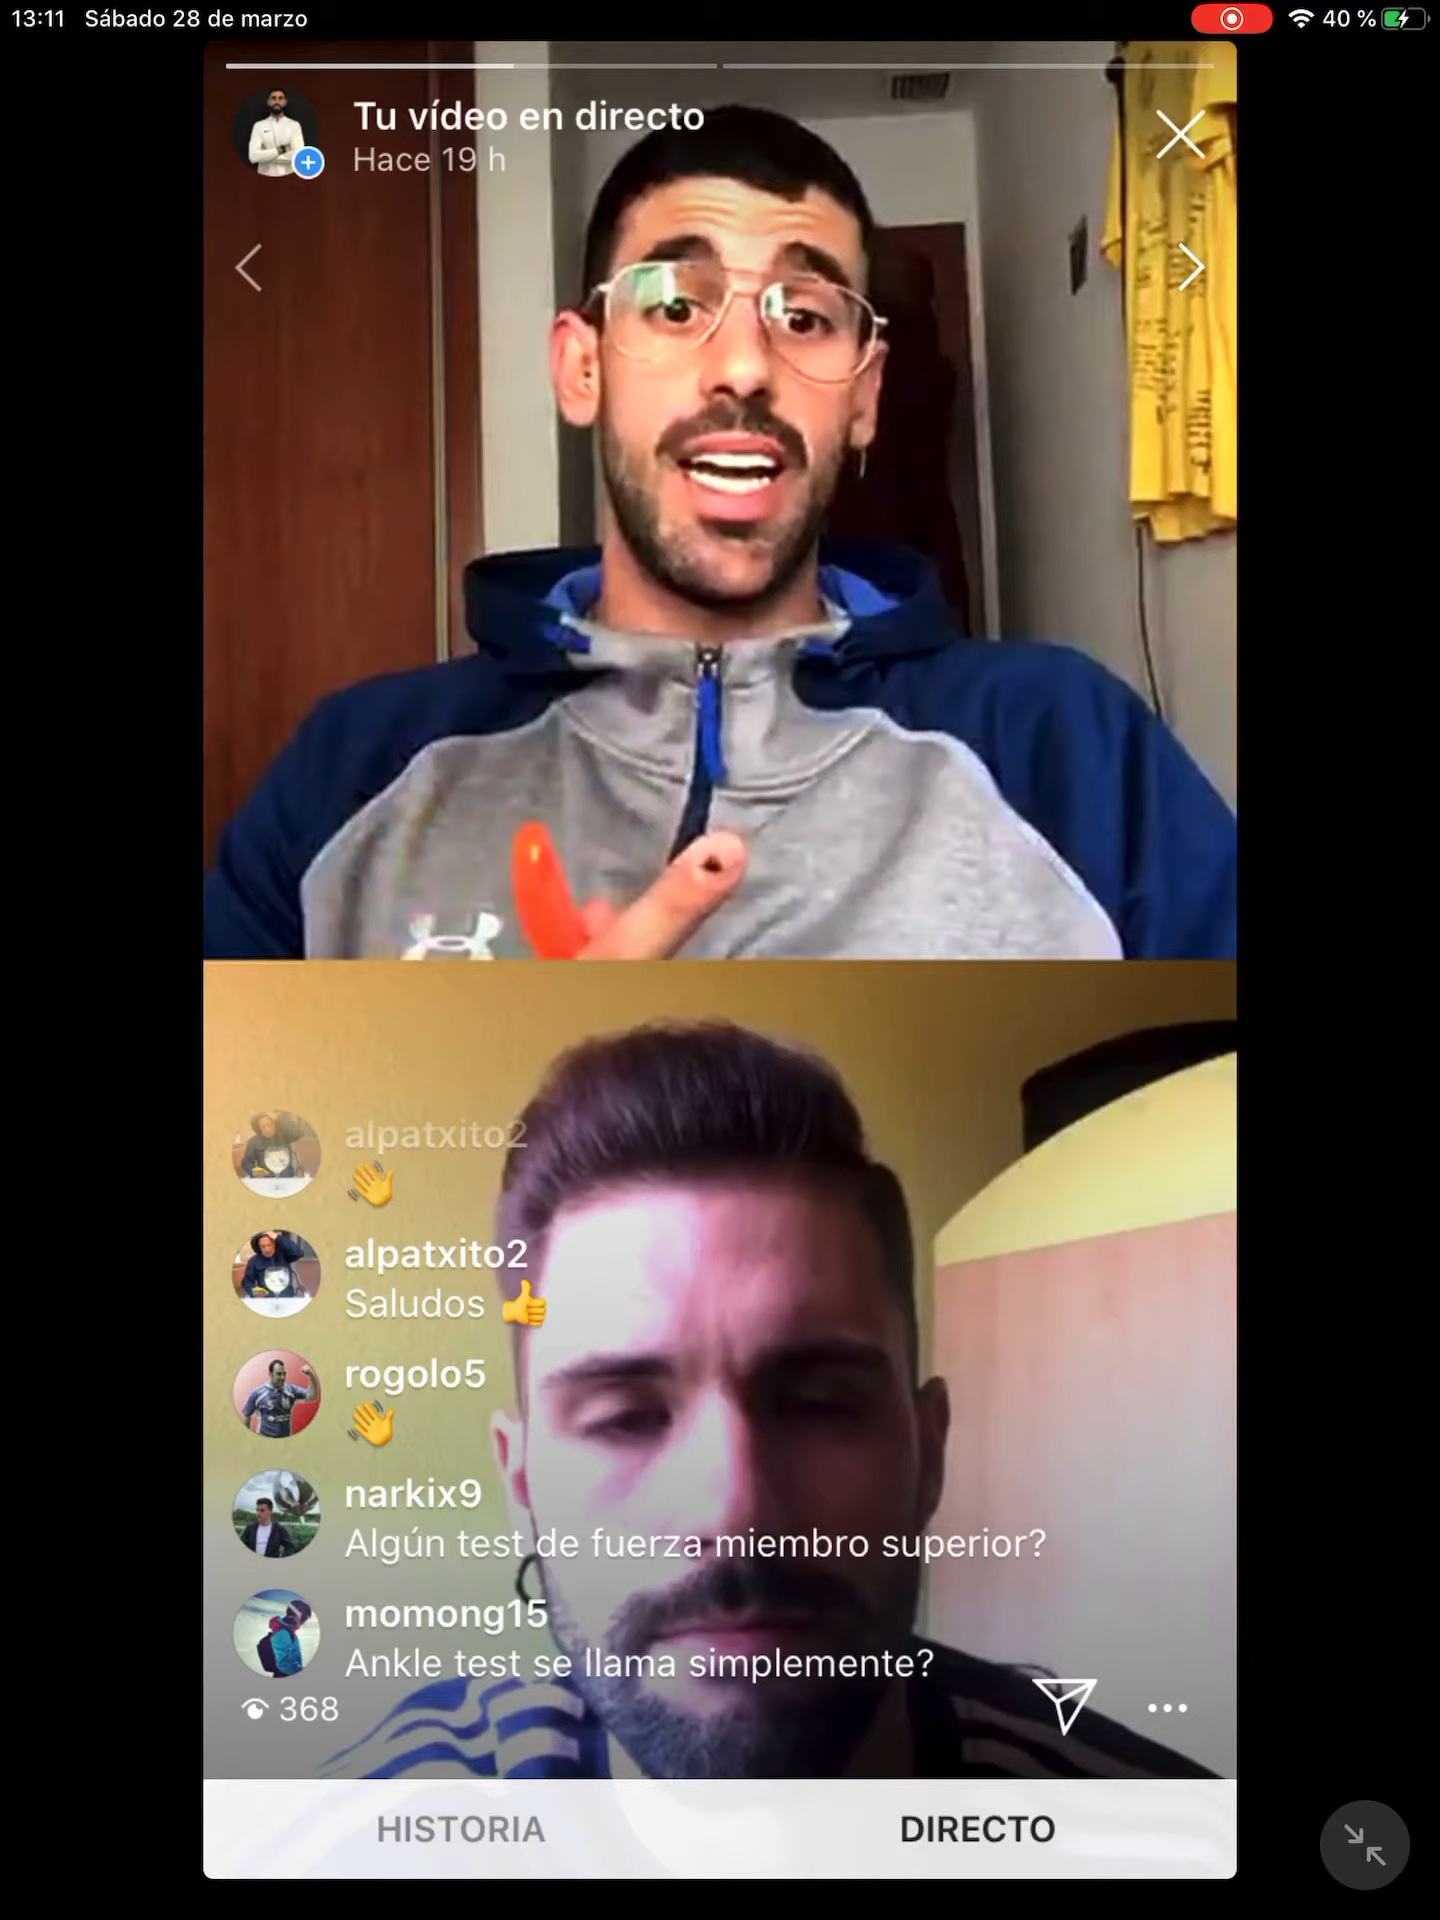 13:11 Sábado 28 de marzo
40 %
Tu vídeo en directo
Hace 19 h
alpatxito2
👋
alpatxito2
Saludos 👍
rogolo5
👋
narkix9
Algún test de fuerza miembro superior?
momong15
Ankle test se llama simplemente?
368
HISTORIA
DIRECTO